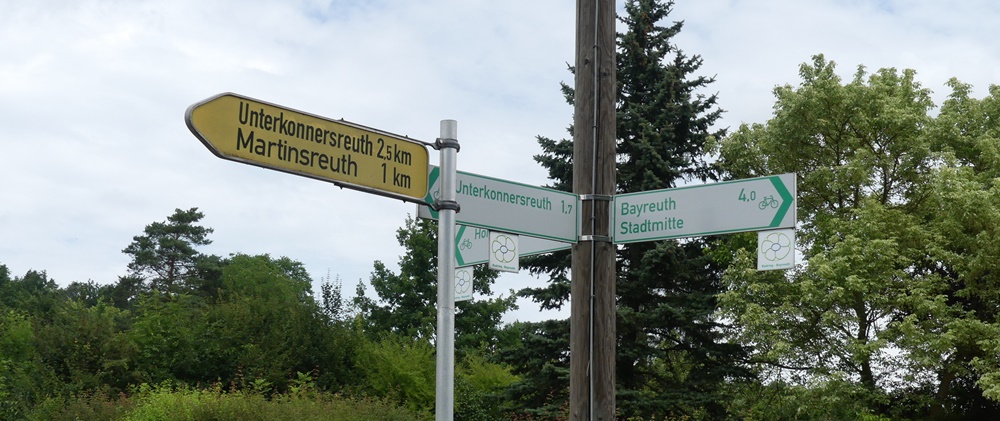 Unterkonnersreuth 2,5 km
Martinsreuth 1 km
Unterkonnersreuth 1,7
Bayreuth 4.0
Stadtmitte